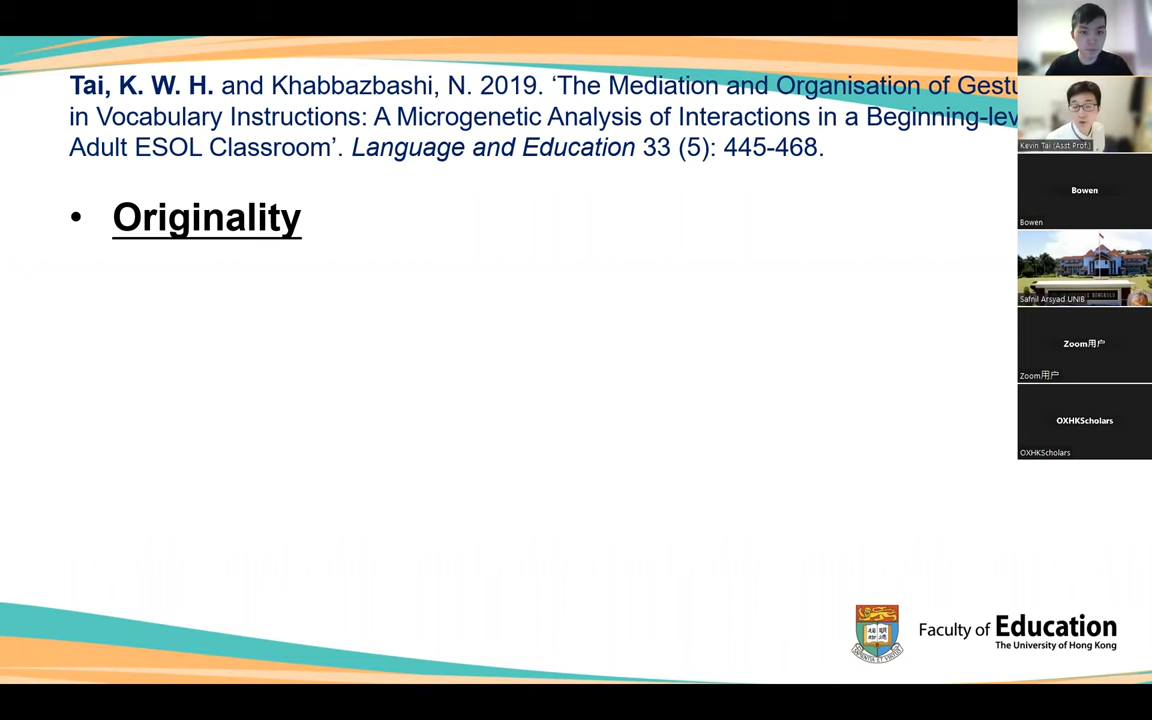 Tai, K. W. H. and Khabbazbashi, N. 2019. ‘The Mediation and Organisation of Gestu
in Vocabulary Instructions: A Microgenetic Analysis of Interactions in a Beginning-lev
Adult ESOL Classroom’. Language and Education 33 (5): 445-468.
• Originality
Kevin Tai (Asst Prof.)
Bowen
Bowen
Safnil Arsyad UNIB
Zoom用户
Zoom用户
OXHKScholars
OXHKScholars
Faculty of Education
The University of Hong Kong